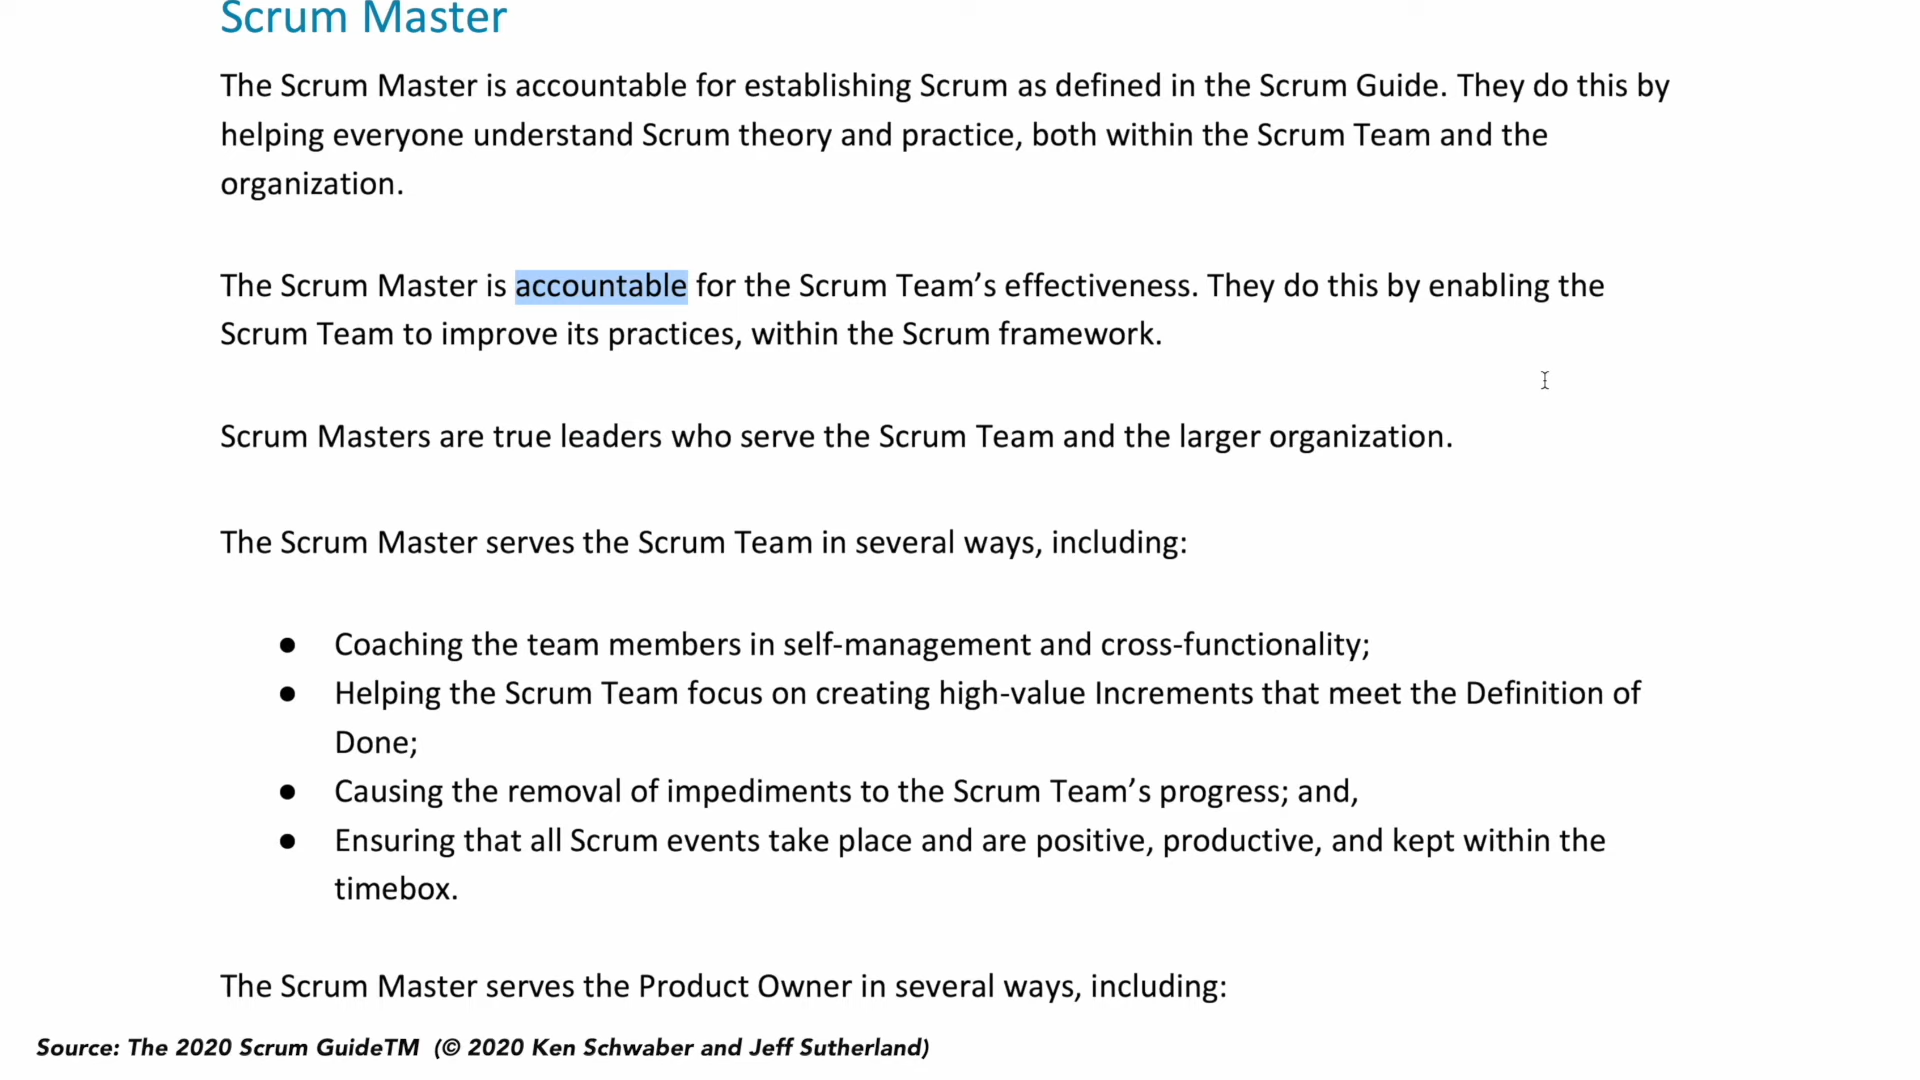 Scrum Master
The Scrum Master is accountable for establishing Scrum as defined in the Scrum Guide. They do this by
helping everyone understand Scrum theory and practice, both within the Scrum Team and the
organization.
The Scrum Master is accountable for the Scrum Team’s effectiveness. They do this by enabling the
Scrum Team to improve its practices, within the Scrum framework.
Scrum Masters are true leaders who serve the Scrum Team and the larger organization.
The Scrum Master serves the Scrum Team in several ways, including:
● Coaching the team members in self-management and cross-functionality;
● Helping the Scrum Team focus on creating high-value Increments that meet the Definition of
Done;
● Causing the removal of impediments to the Scrum Team’s progress; and,
● Ensuring that all Scrum events take place and are positive, productive, and kept within the
timebox.
The Scrum Master serves the Product Owner in several ways, including:
Source: The 2020 Scrum GuideTM (© 2020 Ken Schwaber and Jeff Sutherland)